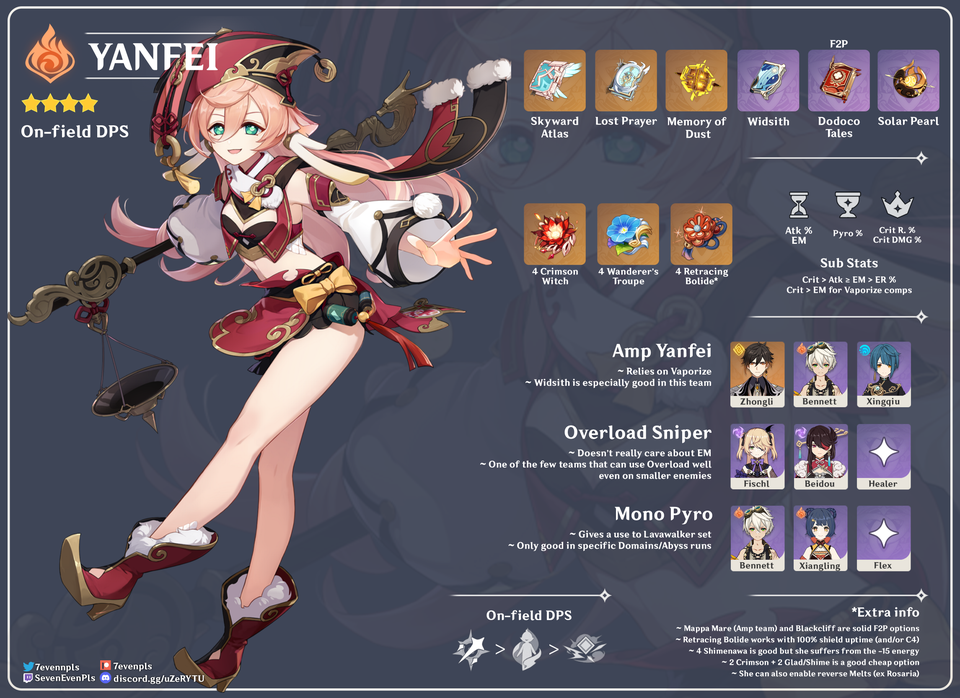 YANFEI
On-field DPS
F2P
Skyward
Atlas
Lost Prayer
Memory of
Dust
Widsith
Dodoco
Tales
Solar Pearl
4 Crimson
Witch
4 Wanderer's
Troupe
4 Retracing
Bolide*
Atk %
EM
Pyro %
Crit R. %
Crit DMG %
Sub Stats
Crit > Atk ≥ EM > ER %
Crit > EM for Vaporize comps
Amp Yanfei
~ Relies on Vaporize
~ Widsith is especially good in this team
Zhongli
Bennett
Xingqiu
Overload Sniper
~ Doesn't really care about EM
~ One of the few teams that can use Overload well
even on smaller enemies
Fischl
Beidou
Healer
Mono Pyro
~ Gives a use to Lavawalker set
~ Only good in specific Domains/Abyss runs
Bennett
Xiangling
Flex
On-field DPS
> >
*Extra info
~ Mappa Mare (Amp team) and Blackcliff are solid F2P options
~ Retracing Bolide works with 100% shield uptime (and/or C4)
~ 4 Shimenawa is good but she suffers from the -15 energy
~ 2 Crimson + 2 Glad/Shime is a good cheap option
~ She can also enable reverse Melts (ex Rosaria)
7evennpls
7evenpls
SevenEvenPls
discord.gg/uZeRYTU